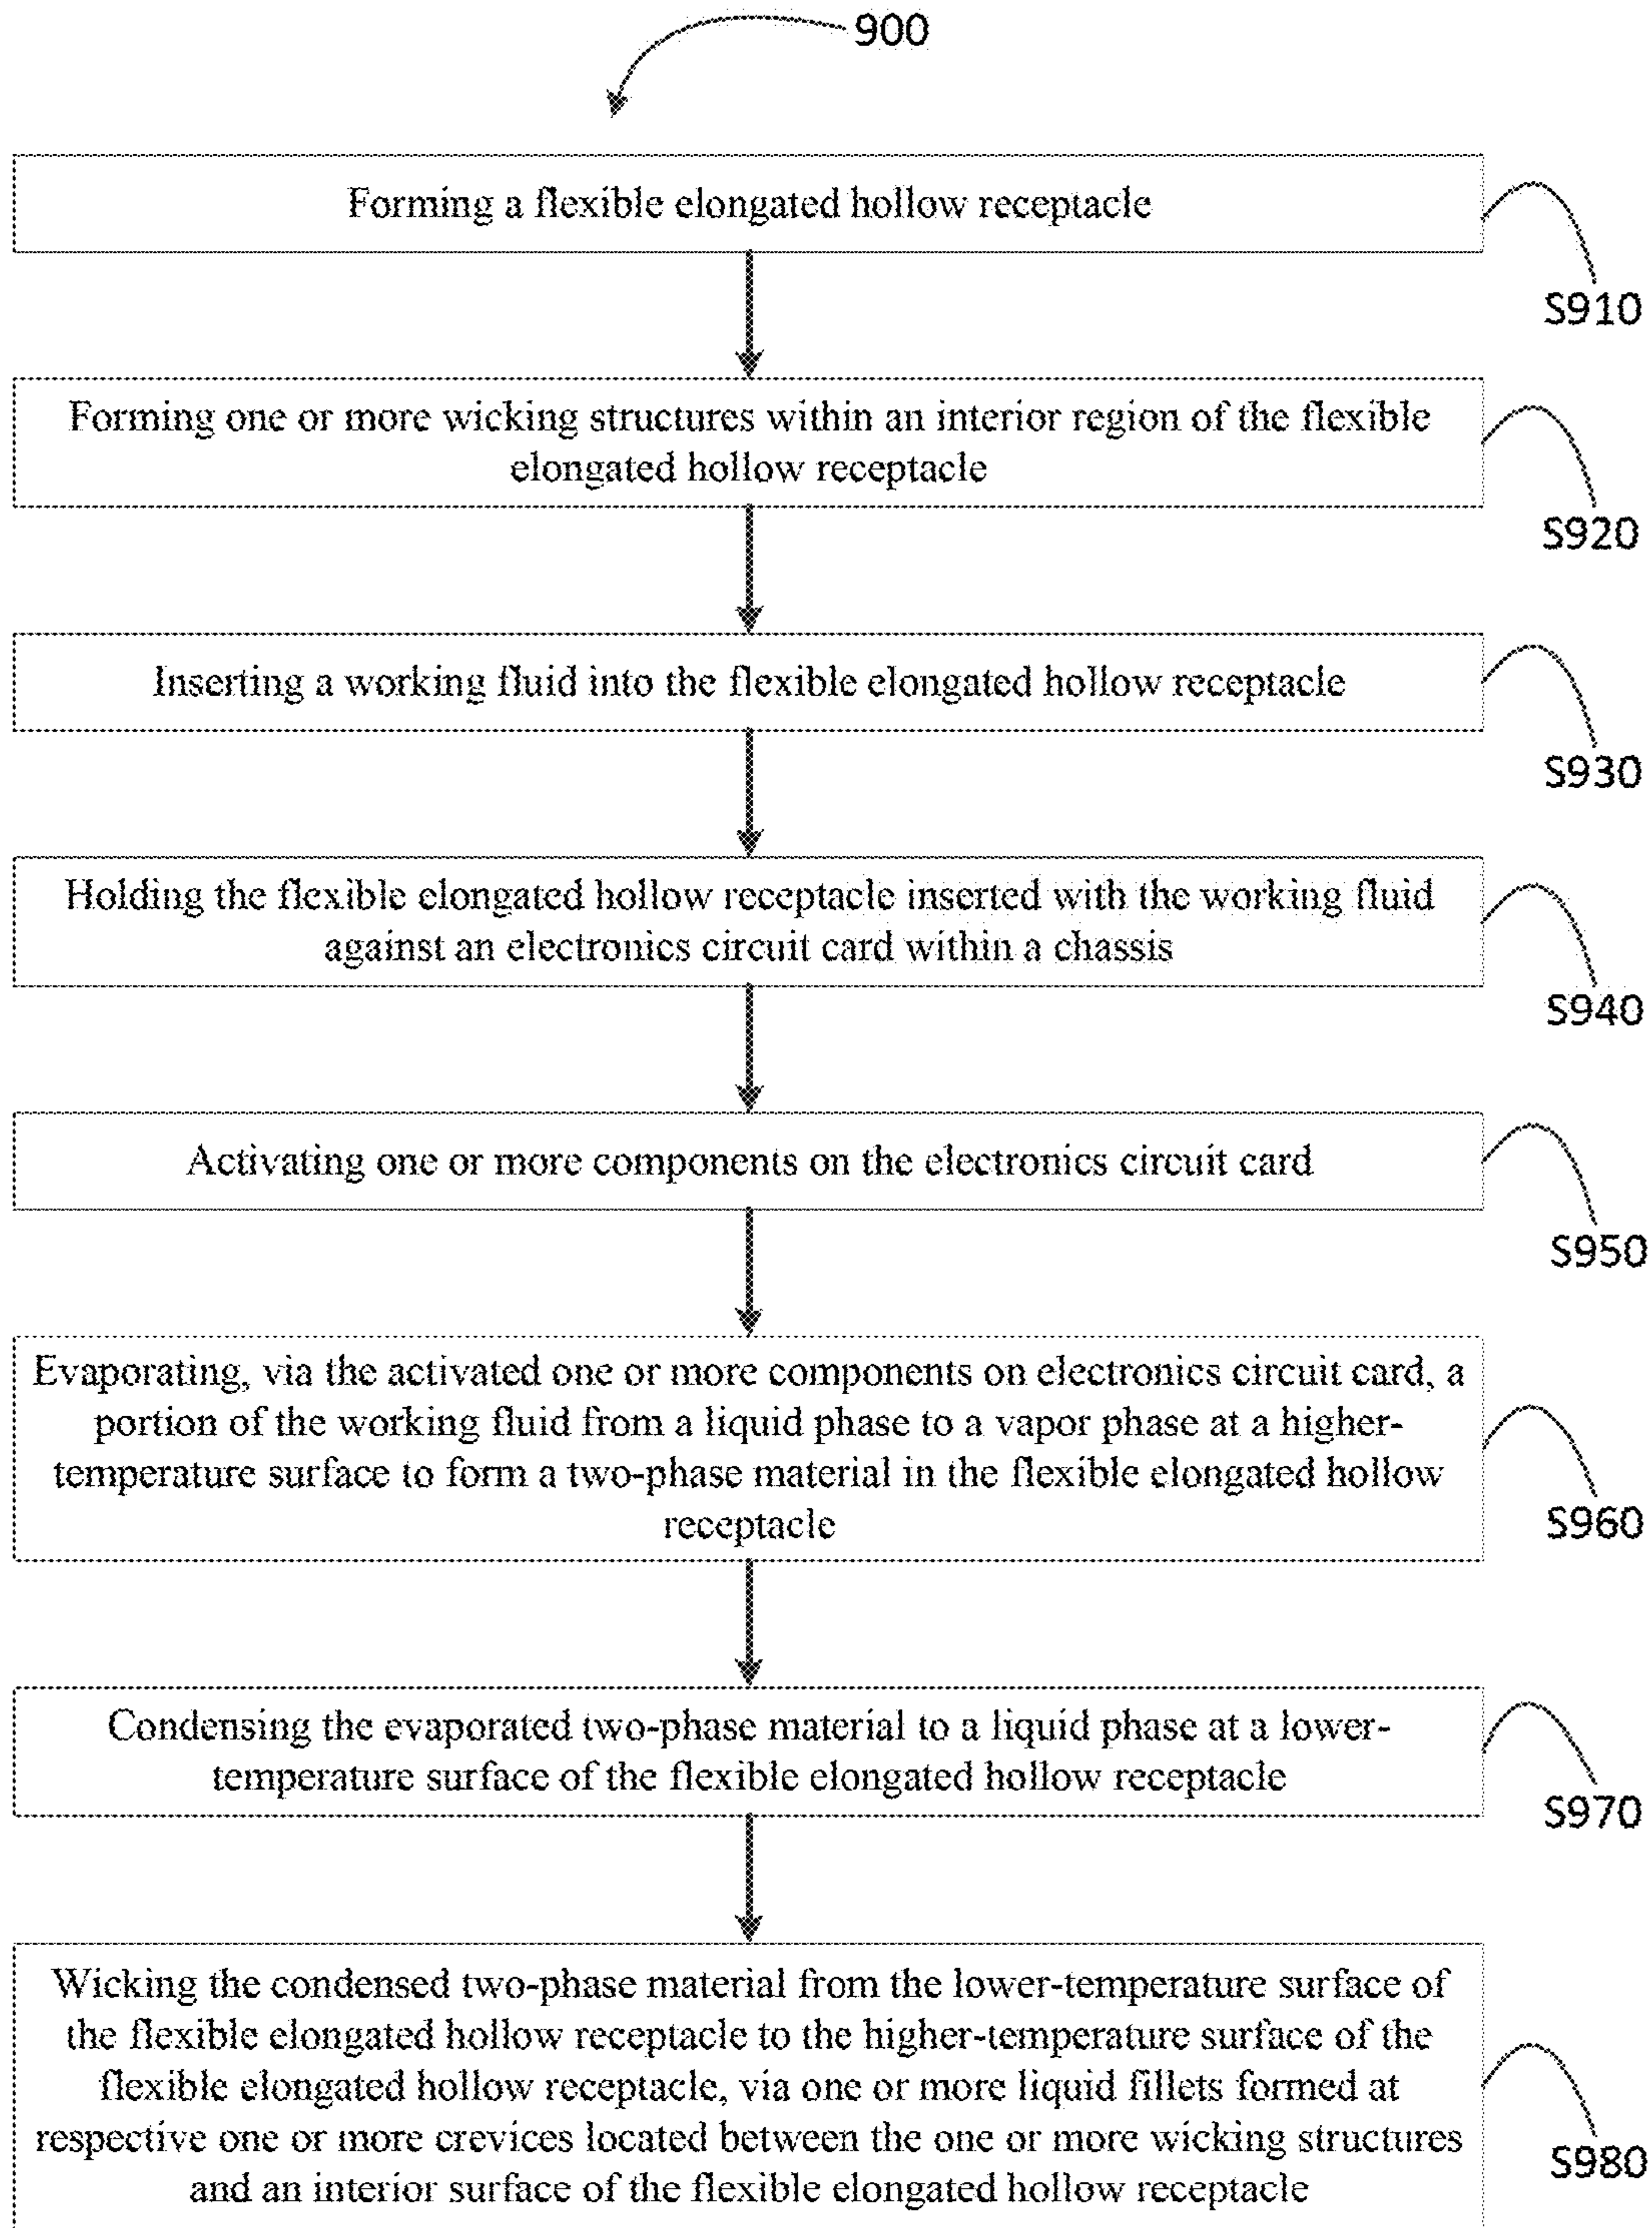 900
Forming a flexible elongated hollow receptacle
S910
Forming one or more wicking structures within an interior region of the flexible
elongated hollow receptacle
S920
Inserting a working fluid into the flexible elongated hollow receptacle
S930
Holding the flexible elongated hollow receptacle inserted with the working fluid
against an electronics circuit card within a chassis
S940
Activating one or more components on the electronics circuit card
S950
Evaporating, via the activated one or more components on electronics circuit card, a
portion of the working fluid from a liquid phase to a vapor phase at a higher-
temperature surface to form a two-phase material in the flexible elongated hollow
receptacle
S960
Condensing the evaporated two-phase material to a liquid phase at a lower-
temperature surface of the flexible elongated hollow receptacle
S970
Wicking the condensed two-phase material from the lower-temperature surface of
the flexible elongated hollow receptacle to the higher-temperature surface of the
flexible elongated hollow receptacle, via one or more liquid fillets formed at
respective one or more crevices located between the one or more wicking structures
and an interior surface of the flexible elongated hollow receptacle
S980